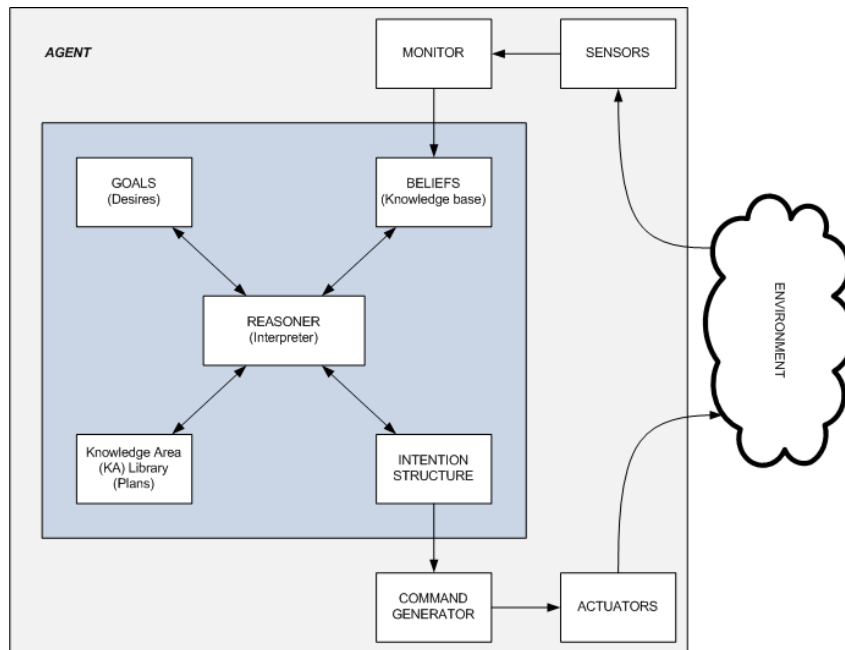 AGENT
MONITOR
SENSORS
GOALS
(Desires)
BELIEFS
(Knowledge base)
REASONER
(Interpreter)
ENVIRONMENT
Knowledge Area
(KA) Library
(Plans)
INTENTION
STRUCTURE
COMMAND
GENERATOR
ACTUATORS